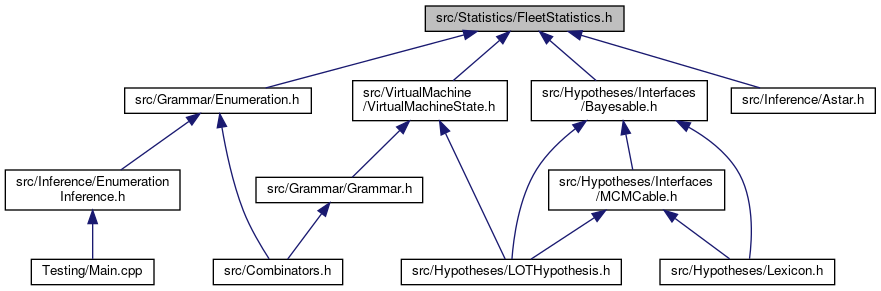 src/Statistics/FleetStatistics.h
src/Grammar/Enumeration.h
src/VirtualMachine
/VirtualMachineState.h
src/Hypotheses/Interfaces
/Bayesable.h
src/Inference/Astar.h
src/Inference/Enumeration
Inference.h
src/Grammar/Grammar.h
src/Hypotheses/Interfaces
/MCMCable.h
Testing/Main.cpp
src/Combinators.h
src/Hypotheses/LOTHypothesis.h
src/Hypotheses/Lexicon.h